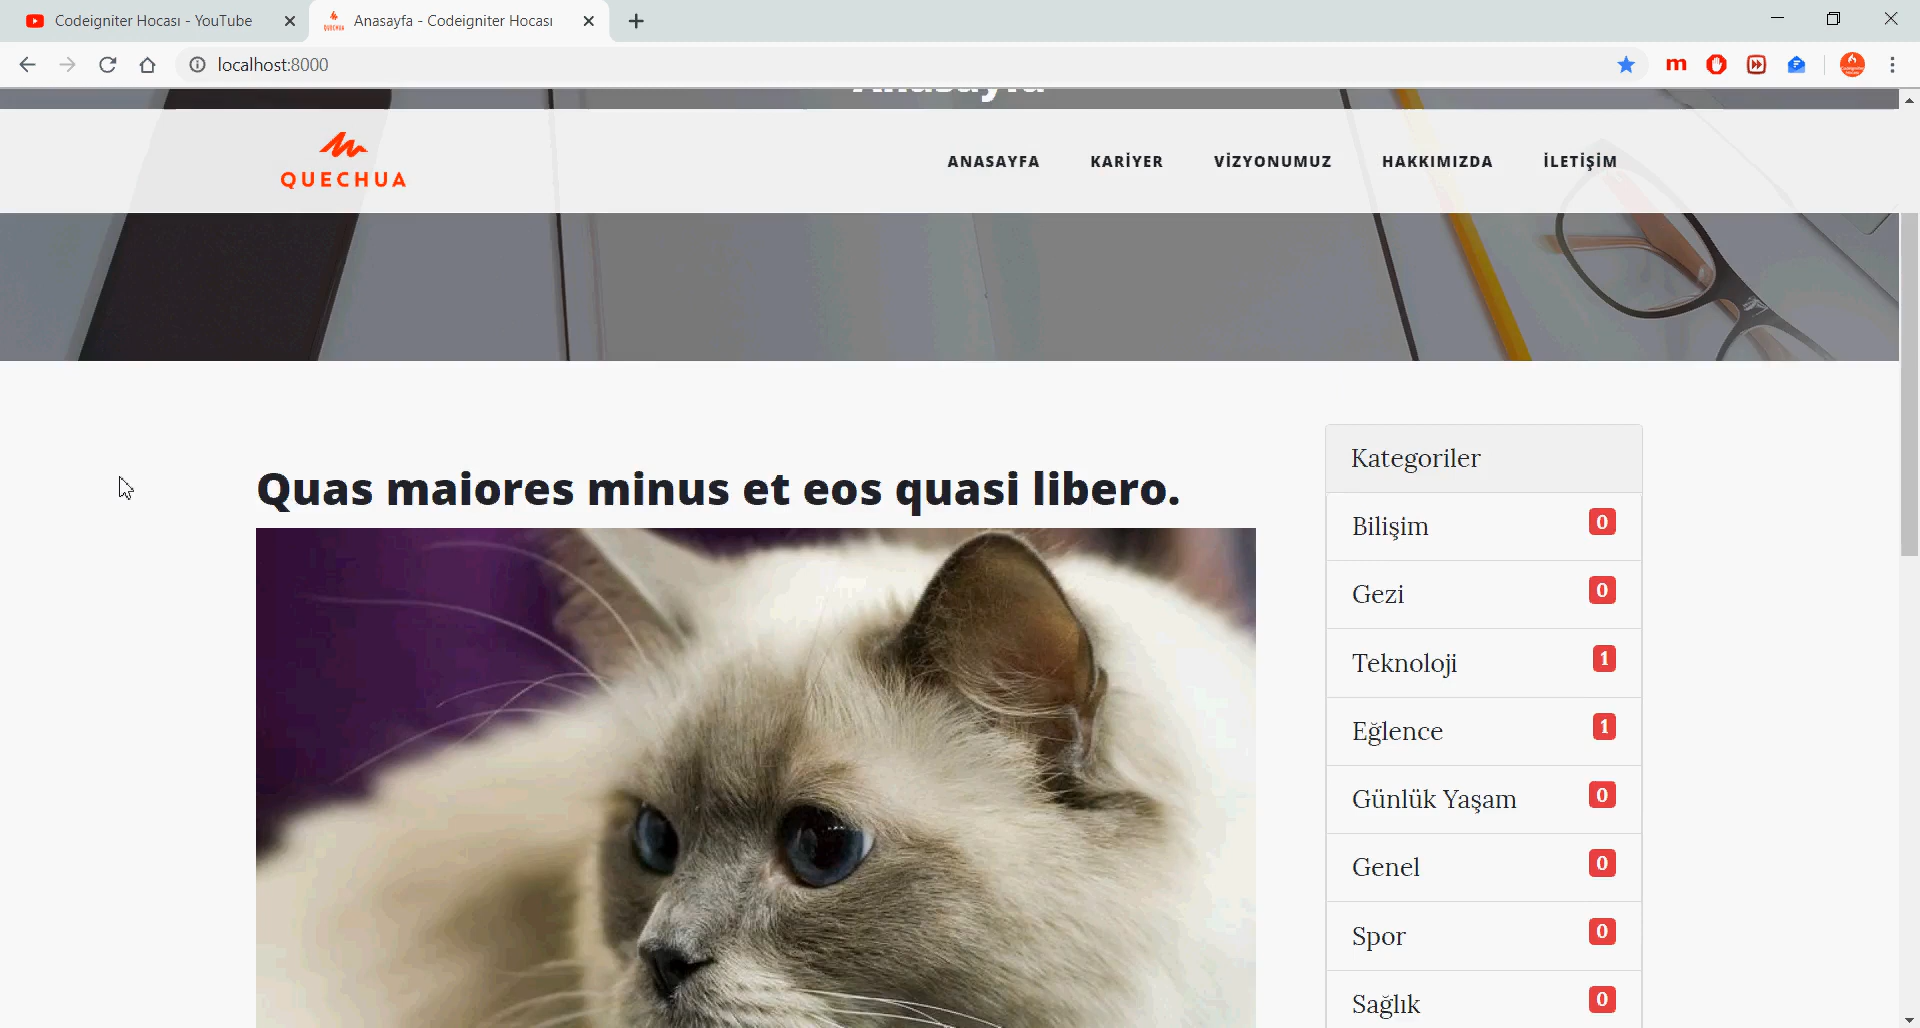 Codeigniter Hocası - YouTube
Anasayfa - Codeigniter Hocası
localhost:8000
Anasayfa
QUECHUA
ANASAYFA KARİYER VİZYONUMUZ HAKKIMIZDA İLETİŞİM
Quas maiores minus et eos quasi libero.
Kategoriler
Bilişim 0
Gezi 0
Teknoloji 1
Eğlence 1
Günlük Yaşam 0
Genel 0
Spor 0
Sağlık 0